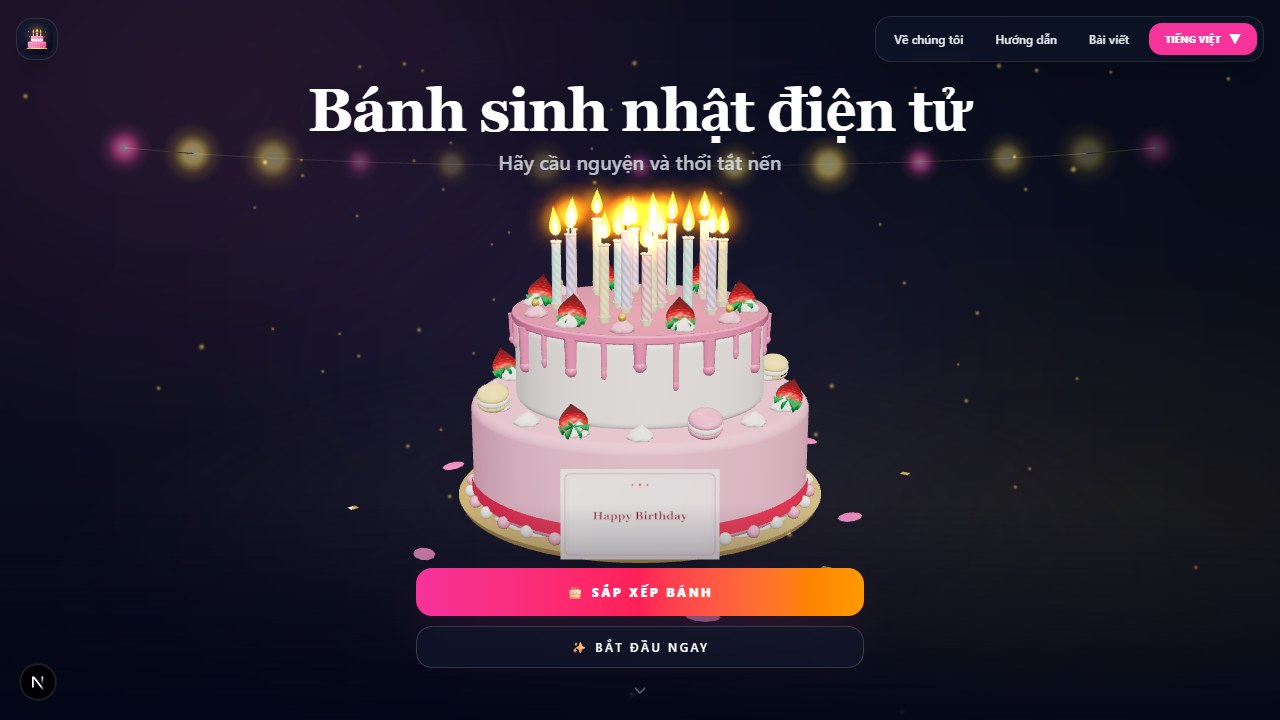 Về chúng tôi
Hướng dẫn
Bài viết
TIẾNG VIỆT ▼
Bánh sinh nhật điện tử
Hãy cầu nguyện và thổi tắt nến
Happy Birthday
SẮP XẾP BÁNH
BẮT ĐẦU NGAY
N